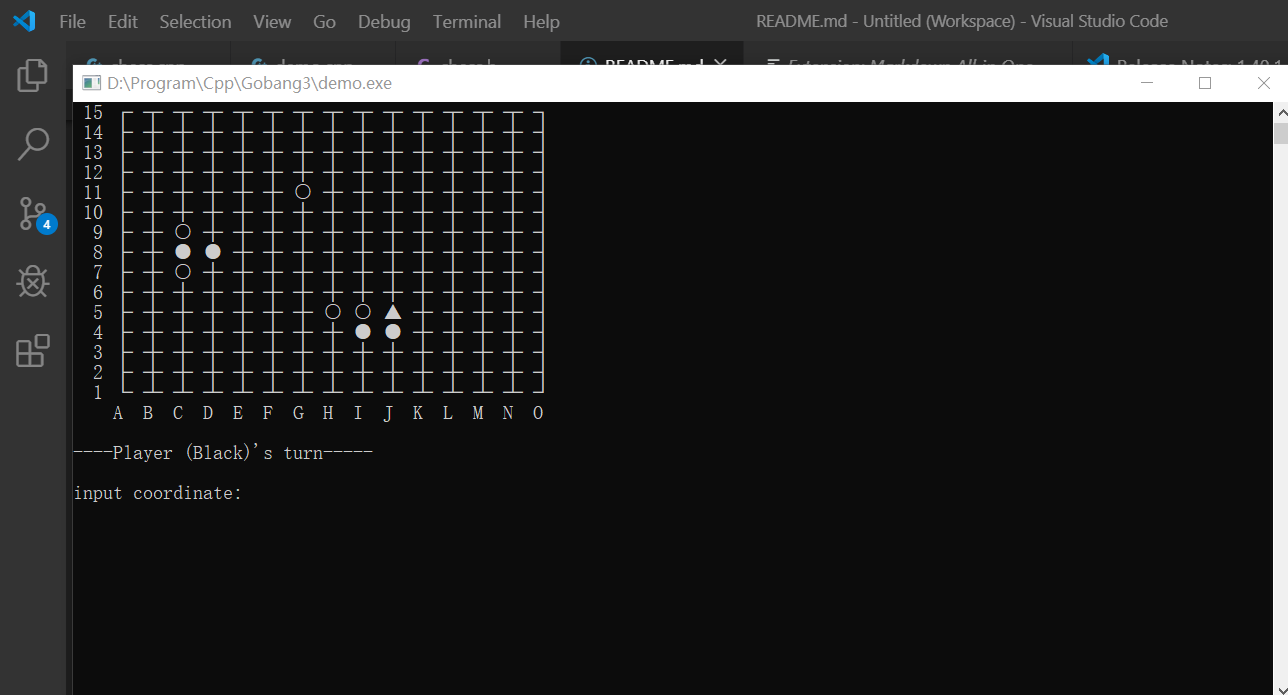 File Edit Selection View Go Debug Terminal Help README.md - Untitled (Workspace) - Visual Studio Code
README.md
D:\Program\Cpp\Gobang3\demo.exe
15
14
13
12
11
10
9
8
7
6
5
4
3
2
1
A B C D E F G H I J K L M N O
----Player (Black)'s turn-----
input coordinate:
4